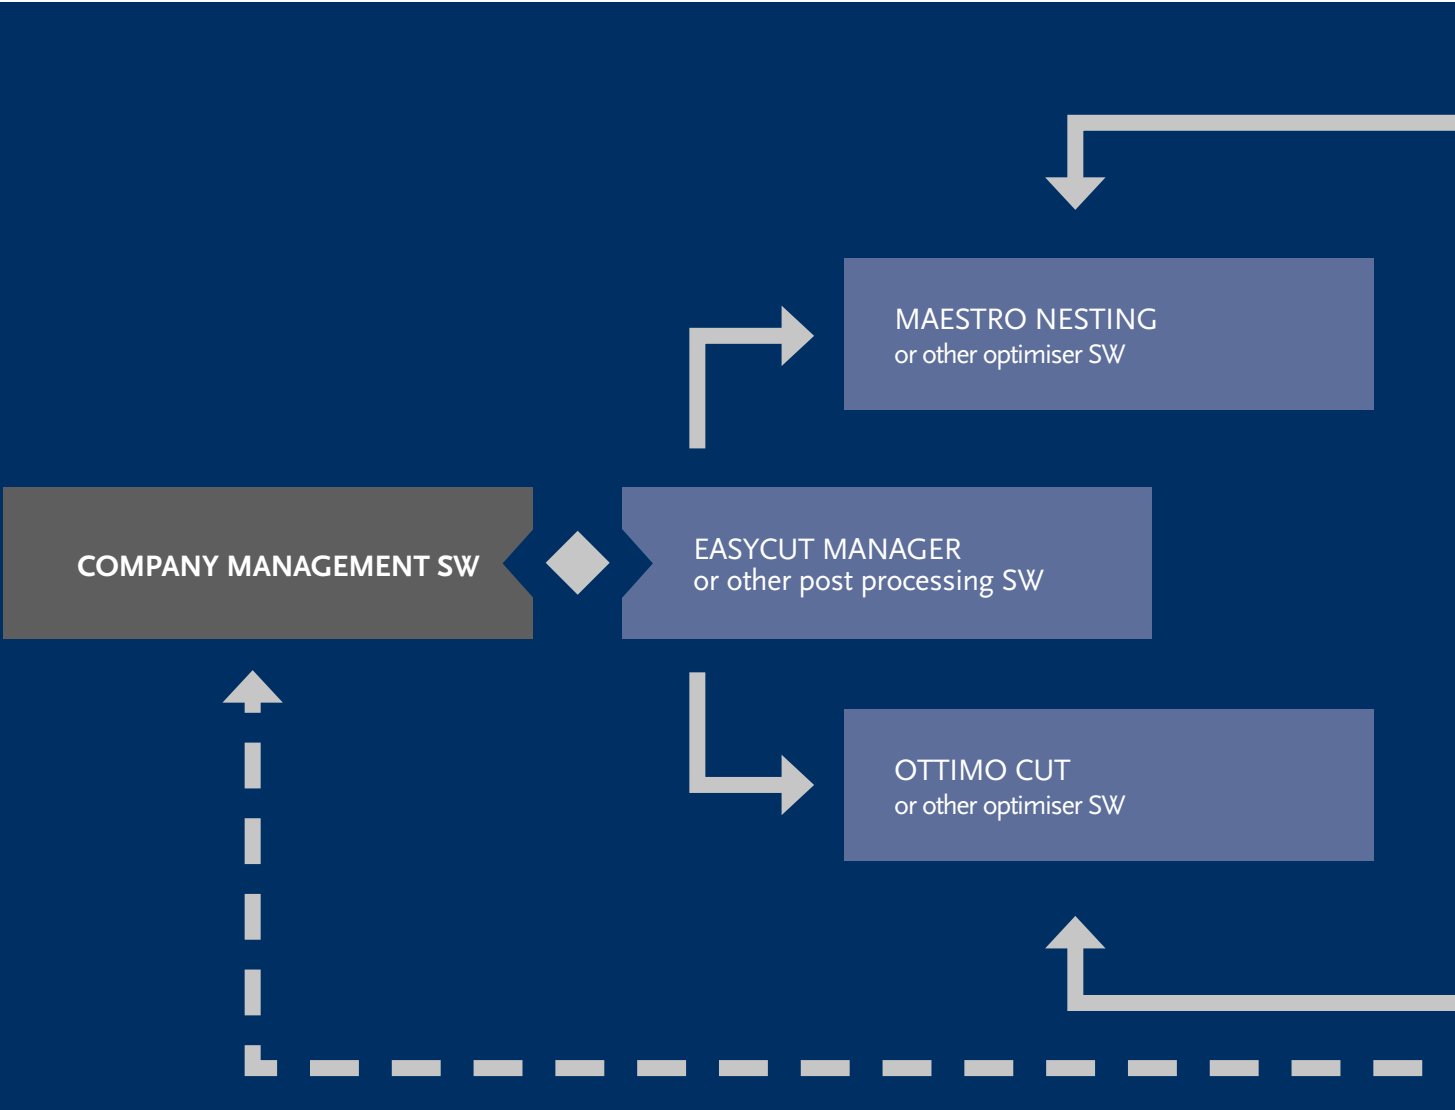 MAESTRO NESTING
or other optimiser SW
COMPANY MANAGEMENT SW
EASYCUT MANAGER
or other post processing SW
OTTIMO CUT
or other optimiser SW